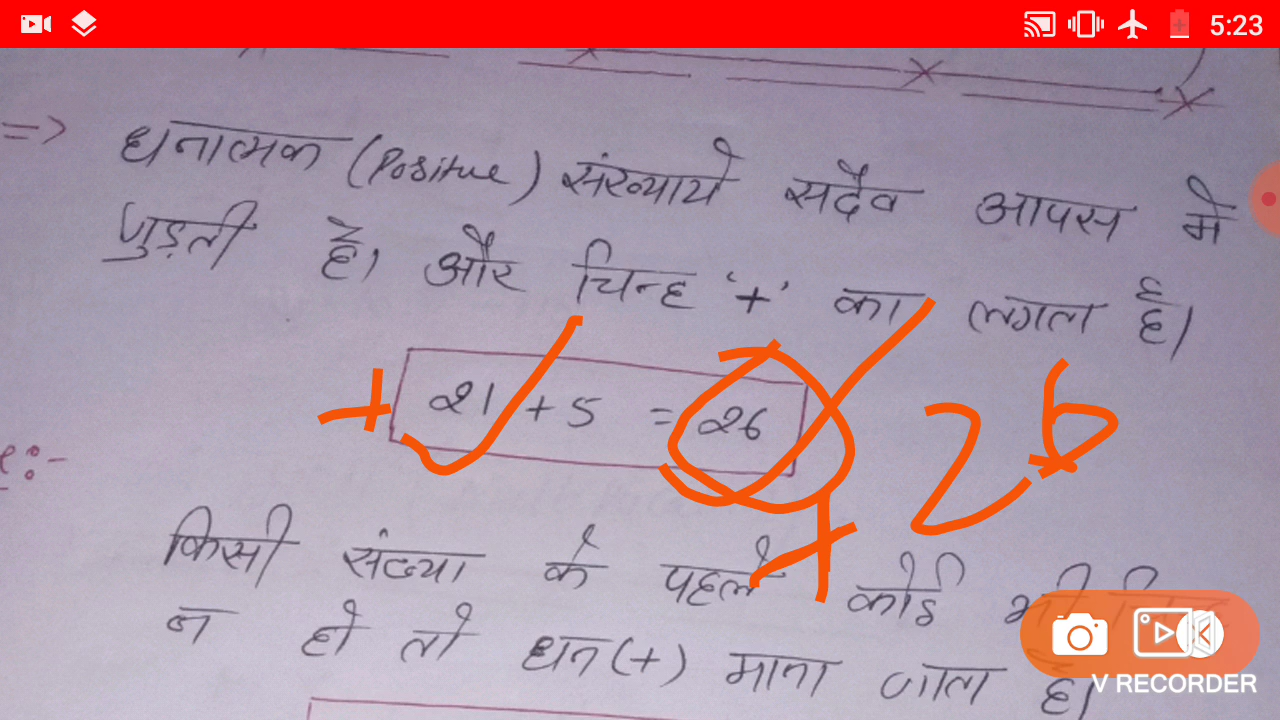 5:23
=> धनात्मक (Positive) संख्याये सदैव आपस मे
जुड़ती है। और चिन्ह '+' का लगता है।
+ 21 + 5 = 26
+ 26
किसी संख्या के पहले कोई भी चिन्ह
न हो तो धन (+) माना जाता है।
V RECORDER